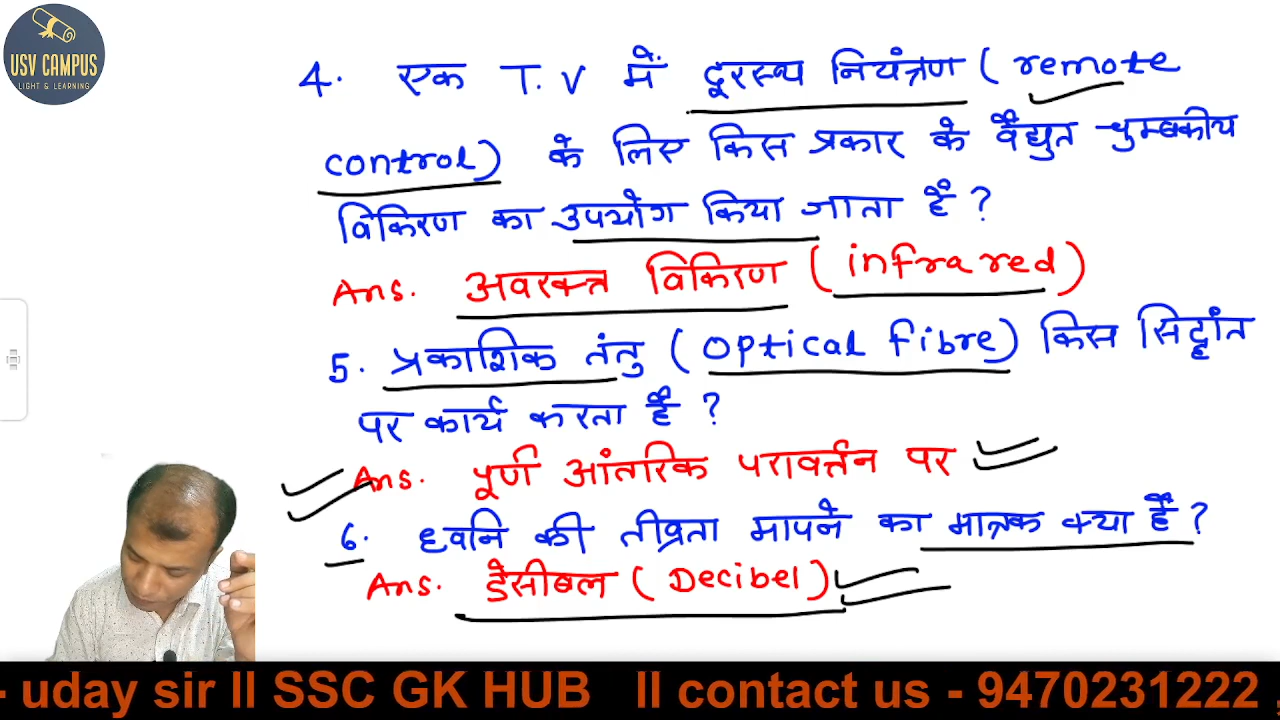 USV CAMPUS
LIGHT & LEARNING
4. एक T.V में दूरस्थ नियंत्रण (remote
control) के लिए किस प्रकार के वैद्युत चुम्बकीय
विकिरण का उपयोग किया जाता है ?
Ans. अवरक्त विकिरण (infrared)
5. प्रकाशिक तंतु (optical fibre) किस सिद्धांत
पर कार्य करता है ?
Ans. पूर्ण आंतरिक परावर्त्तन पर
6. ध्वनि की तीव्रता मापने का मात्रक क्या है ?
Ans. डेसीबल (Decibel)
- uday sir ll SSC GK HUB ll contact us - 9470231222